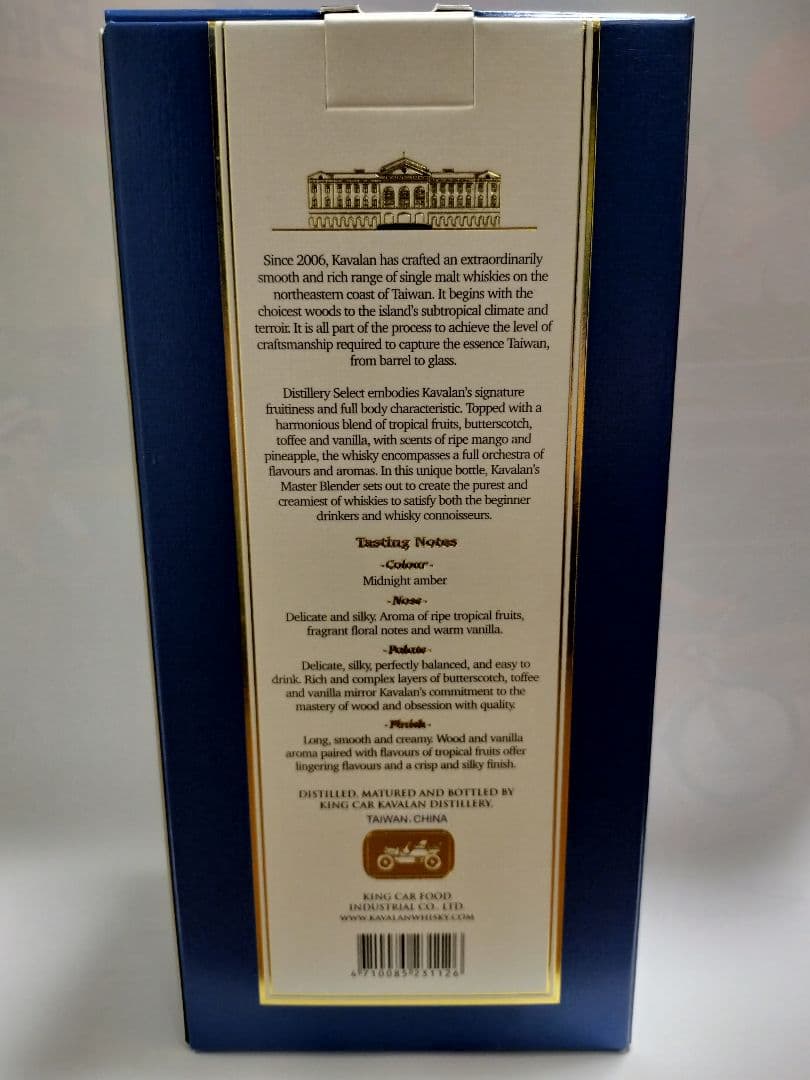 Since 2006, Kavalan has crafted an extraordinarily
smooth and rich range of single malt whiskies on the
northeastern coast of Taiwan. It begins with the
choicest woods to the island's subtropical climate and
terroir. It is all part of the process to achieve the level of
craftsmanship required to capture the essence Taiwan,
from barrel to glass.
Distillery Select embodies Kavalan's signature
fruitiness and full body characteristic. Topped with a
harmonious blend of tropical fruits, butterscotch,
toffee and vanilla, with scents of ripe mango and
pineapple, the whisky encompasses a full orchestra of
flavours and aromas. In this unique bottle, Kavalan's
Master Blender sets out to create the purest and
creamiest of whiskies to satisfy both the beginner
drinkers and whisky connoisseurs.
Tasting Notes
-Colour-
Midnight amber
-Nose-
Delicate and silky. Aroma of ripe tropical fruits,
fragrant floral notes and warm vanilla.
-Palate-
Delicate, silky, perfectly balanced, and easy to
drink. Rich and complex layers of butterscotch, toffee
and vanilla mirror Kavalan's commitment to the
mastery of wood and obsession with quality.
-Finish-
Long, smooth and creamy. Wood and vanilla
aroma paired with flavours of tropical fruits offer
lingering flavours and a crisp and silky finish.
DISTILLED, MATURED AND BOTTLED BY
KING CAR KAVALAN DISTILLERY,
TAIWAN, CHINA
KING CAR FOOD
INDUSTRIAL CO., LTD.
WWW.KAVALANWHISKY.COM
4 710085 231126